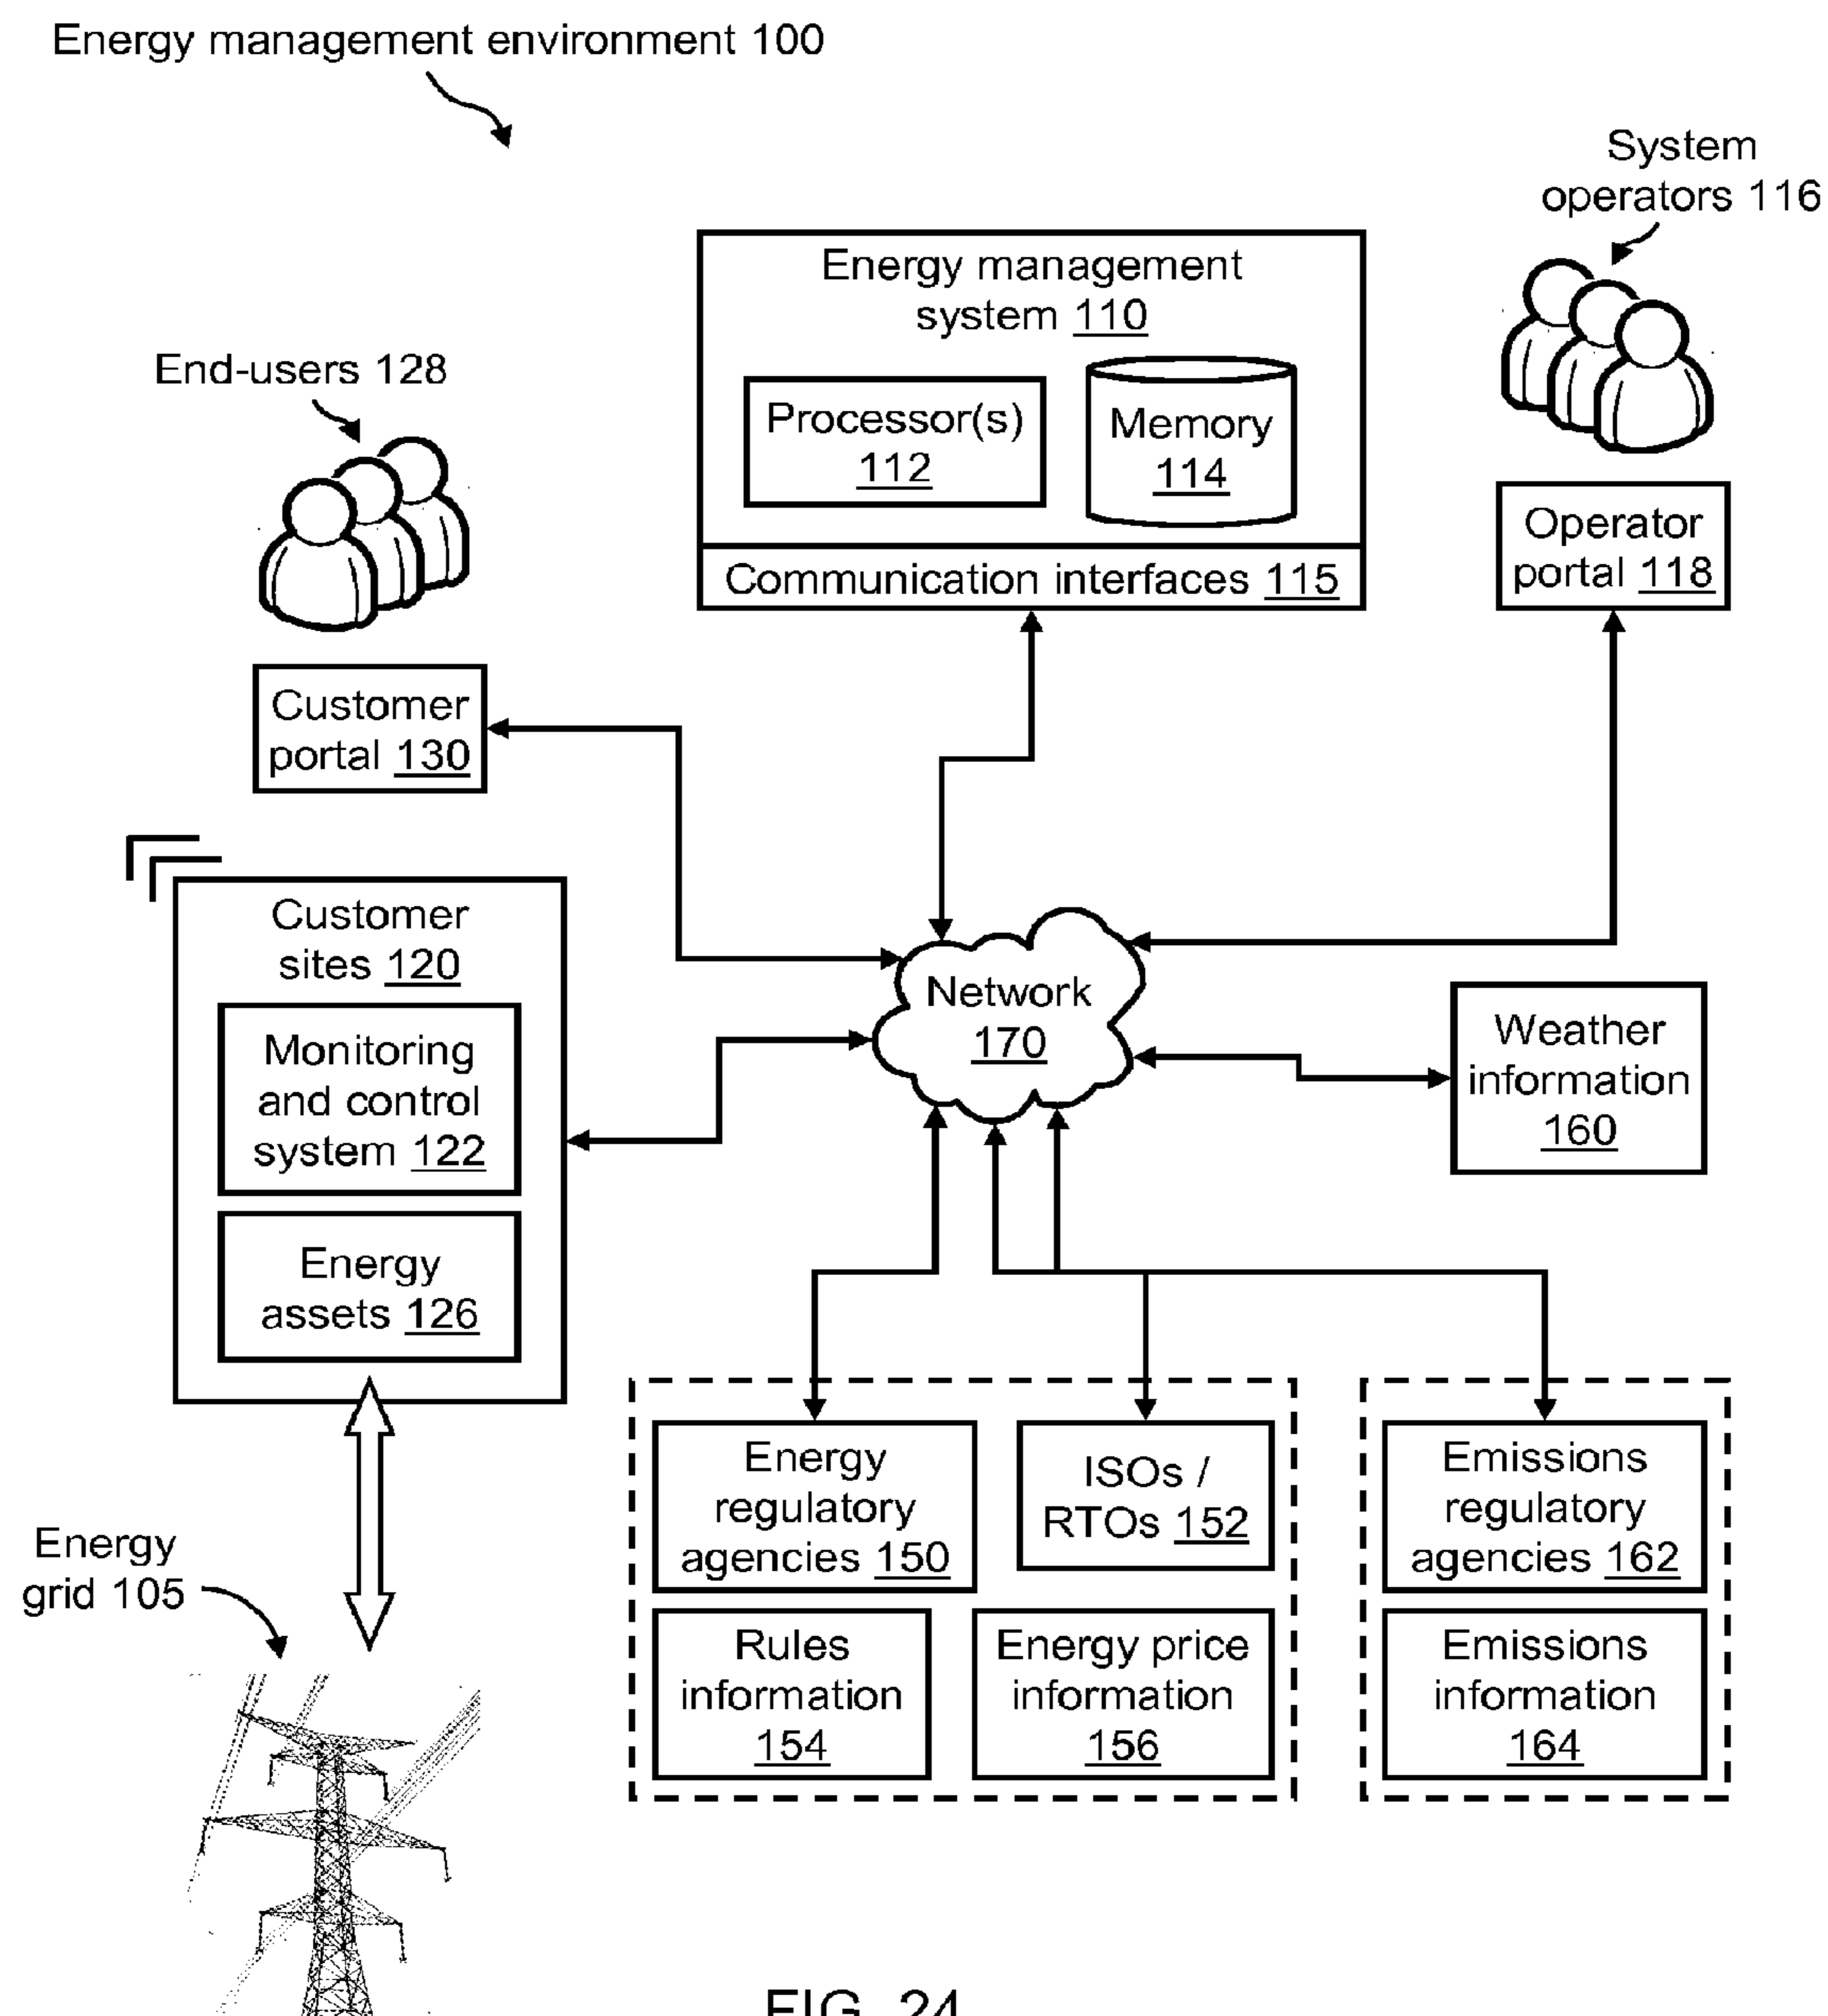 Energy management environment 100
System
operators 116
Energy management
system 110
Processor(s)
112
Memory
114
Communication interfaces 115
End-users 128
Operator
portal 118
Customer
portal 130
Customer
sites 120
Monitoring
and control
system 122
Energy
assets 126
Network
170
Weather
information
160
Energy
regulatory
agencies 150
ISOs /
RTOs 152
Emissions
regulatory
agencies 162
Energy
grid 105
Rules
information
154
Energy price
information
156
Emissions
information
164
FIG. 24